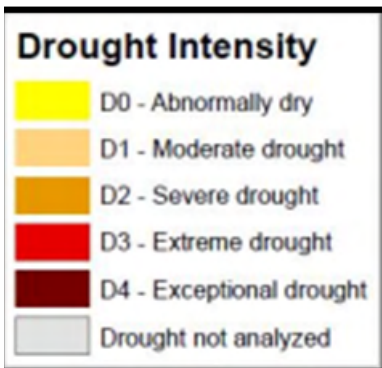 Drought Intensity
D0 - Abnormally dry
D1 - Moderate drought
D2 - Severe drought
D3 - Extreme drought
D4 - Exceptional drought
Drought not analyzed